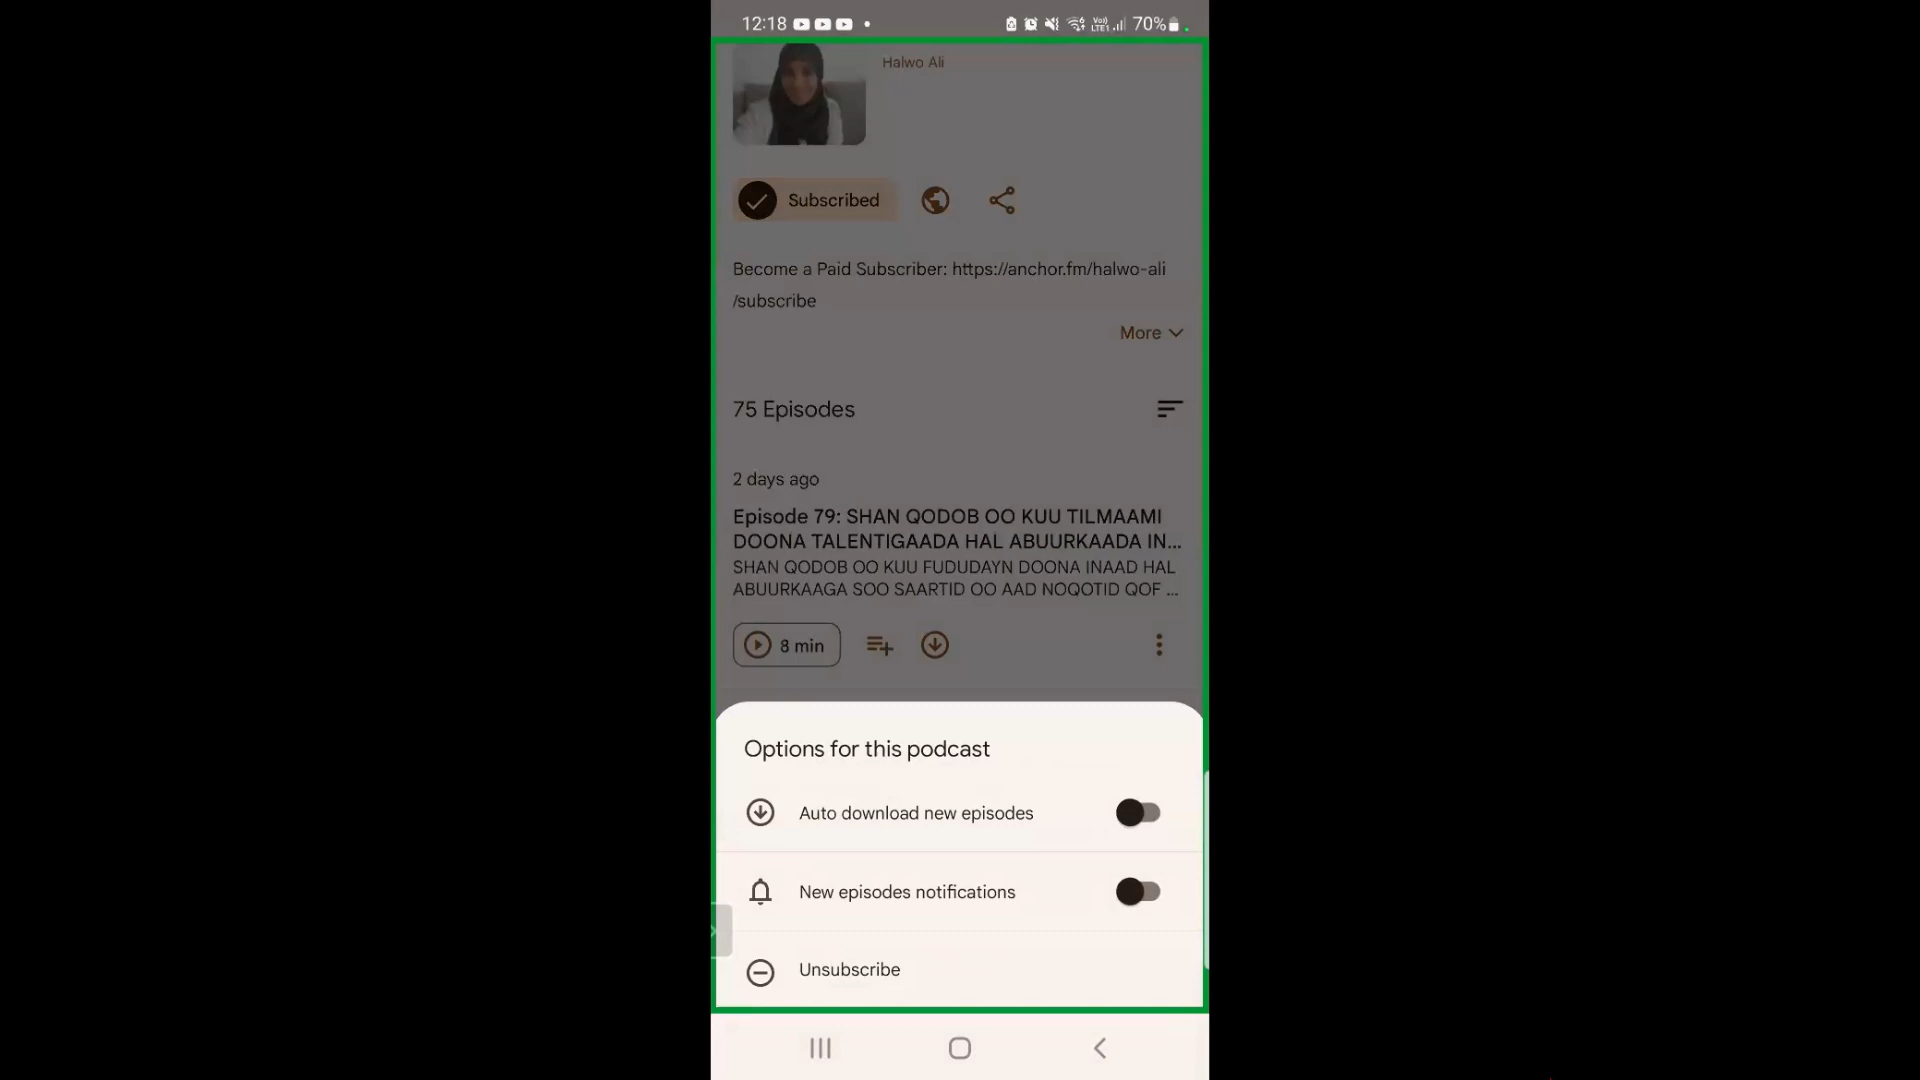 12:18
Vo)) LTE1 70%
Halwo Ali
Subscribed
Become a Paid Subscriber: https://anchor.fm/halwo-ali
/subscribe
More
75 Episodes
2 days ago
Episode 79: SHAN QODOB OO KUU TILMAAMI
DOONA TALENTIGAADA HAL ABUURKAADA IN...
SHAN QODOB OO KUU FUDUDAYN DOONA INAAD HAL
ABUURKAAGA SOO SAARTID OO AAD NOQOTID QOF ...
8 min
Options for this podcast
Auto download new episodes
New episodes notifications
Unsubscribe